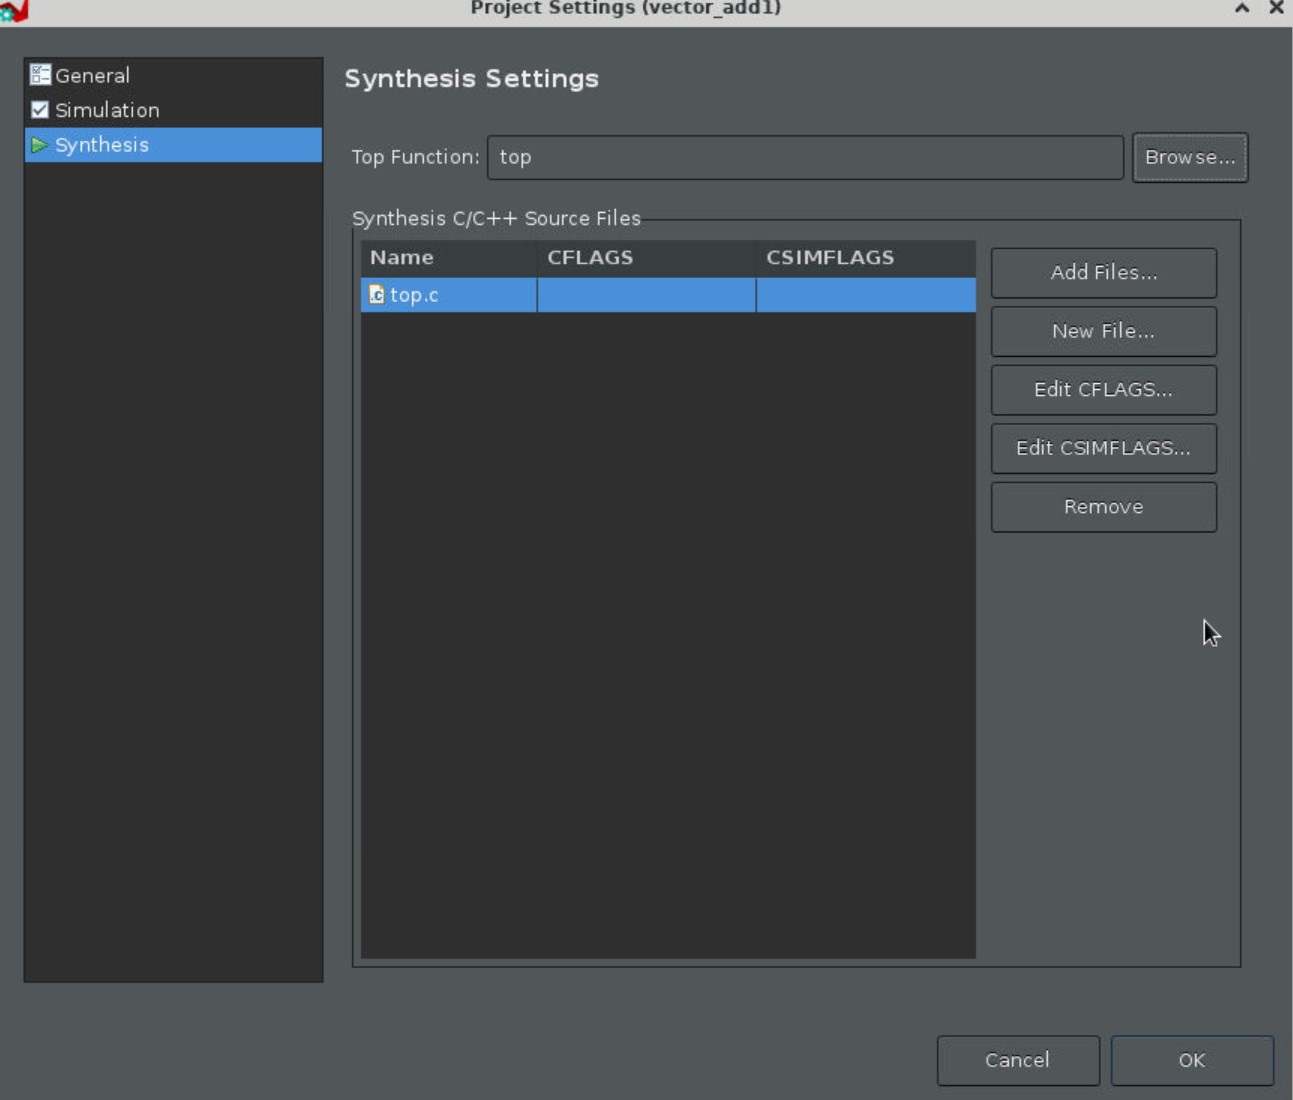 Project Settings (vector_add1)
General
Simulation
Synthesis
Synthesis Settings
Top Function: top Browse...
Synthesis C/C++ Source Files
Name CFLAGS CSIMFLAGS
.c top.c
Add Files...
New File...
Edit CFLAGS...
Edit CSIMFLAGS...
Remove
Cancel OK